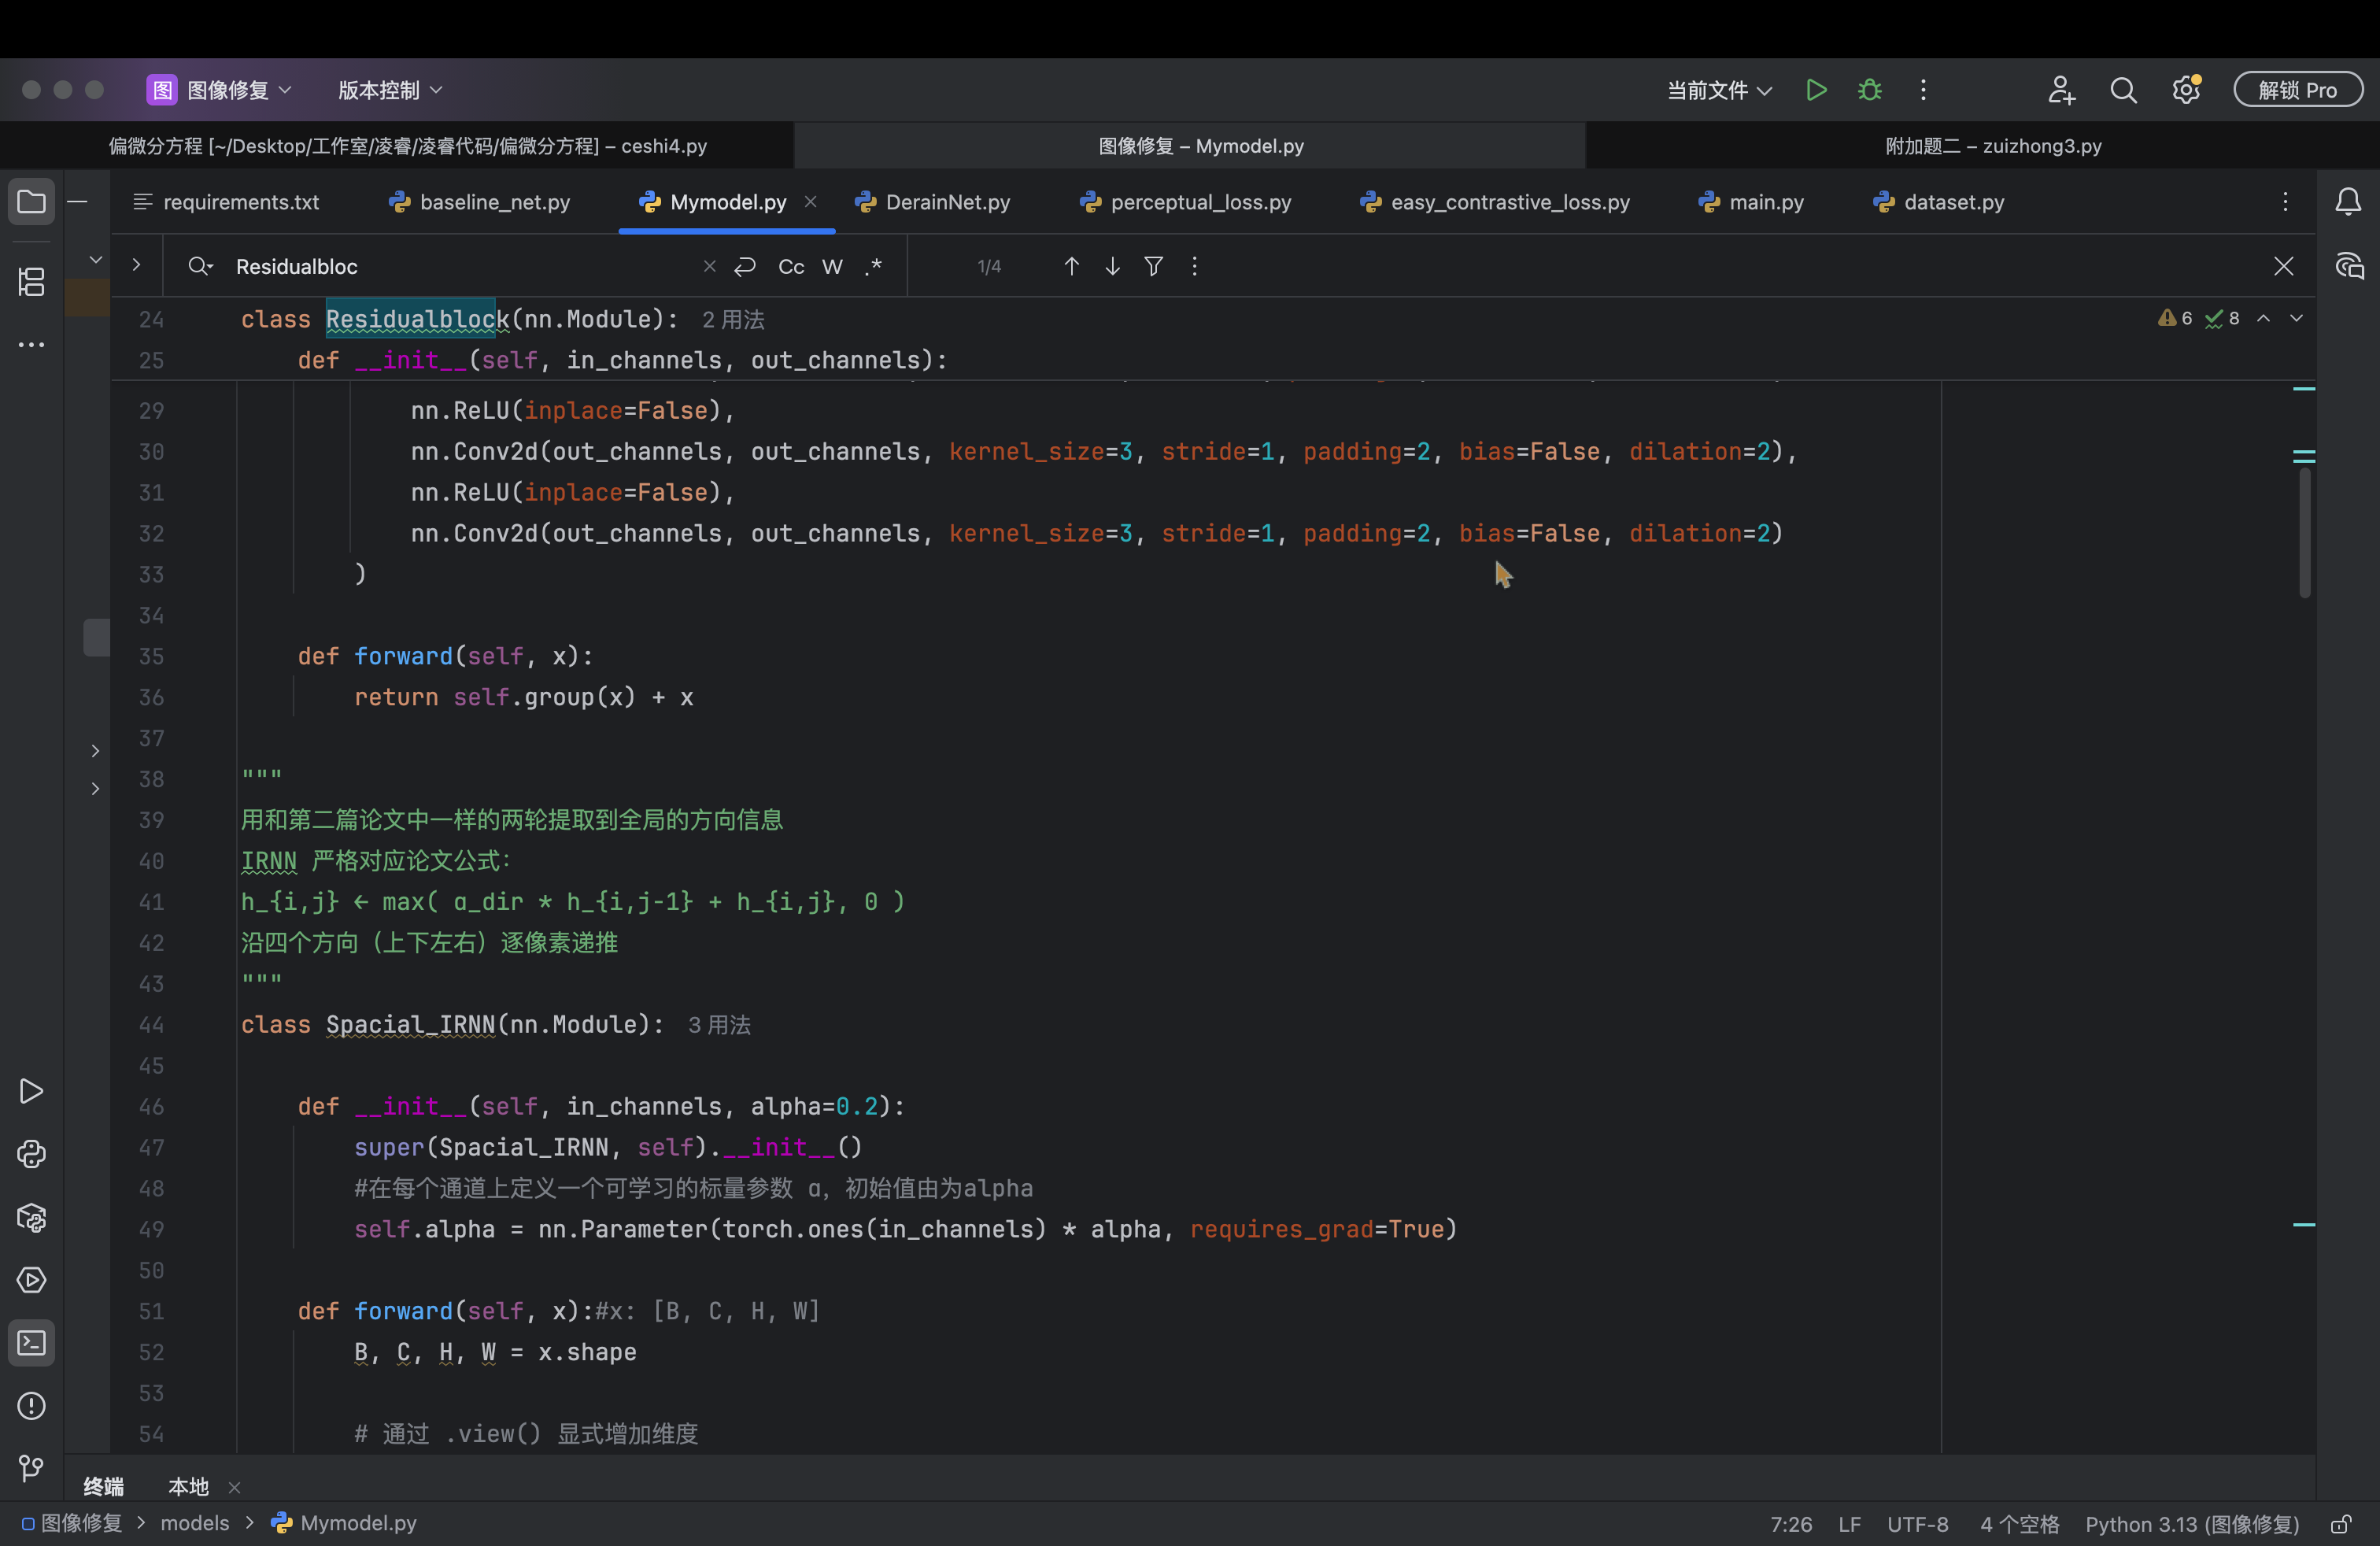 图 图像修复 版本控制 当前文件 解锁 Pro
偏微分方程 [~/Desktop/工作室/凌睿/凌睿代码/偏微分方程] – ceshi4.py 图像修复 – Mymodel.py 附加题二 – zuizhong3.py
requirements.txt baseline_net.py Mymodel.py DerainNet.py perceptual_loss.py easy_contrastive_loss.py main.py dataset.py
Residualbloc Cc W .* 1/4
24 class Residualblock(nn.Module): 2 用法 6 8
25 def __init__(self, in_channels, out_channels):
29 nn.ReLU(inplace=False),
30 nn.Conv2d(out_channels, out_channels, kernel_size=3, stride=1, padding=2, bias=False, dilation=2),
31 nn.ReLU(inplace=False),
32 nn.Conv2d(out_channels, out_channels, kernel_size=3, stride=1, padding=2, bias=False, dilation=2)
33 )
34
35 def forward(self, x):
36 return self.group(x) + x
37
38 """
39 用和第二篇论文中一样的两轮提取到全局的方向信息
40 IRNN 严格对应论文公式：
41 h_{i,j} ← max( α_dir * h_{i,j-1} + h_{i,j}, 0 )
42 沿四个方向（上下左右）逐像素递推
43 """
44 class Spacial_IRNN(nn.Module): 3 用法
45
46 def __init__(self, in_channels, alpha=0.2):
47 super(Spacial_IRNN, self).__init__()
48 #在每个通道上定义一个可学习的标量参数 α，初始值由为alpha
49 self.alpha = nn.Parameter(torch.ones(in_channels) * alpha, requires_grad=True)
50
51 def forward(self, x):#x: [B, C, H, W]
52 B, C, H, W = x.shape
53
54 # 通过 .view() 显式增加维度
终端 本地
图像修复 > models > Mymodel.py 7:26 LF UTF-8 4 个空格 Python 3.13 (图像修复)